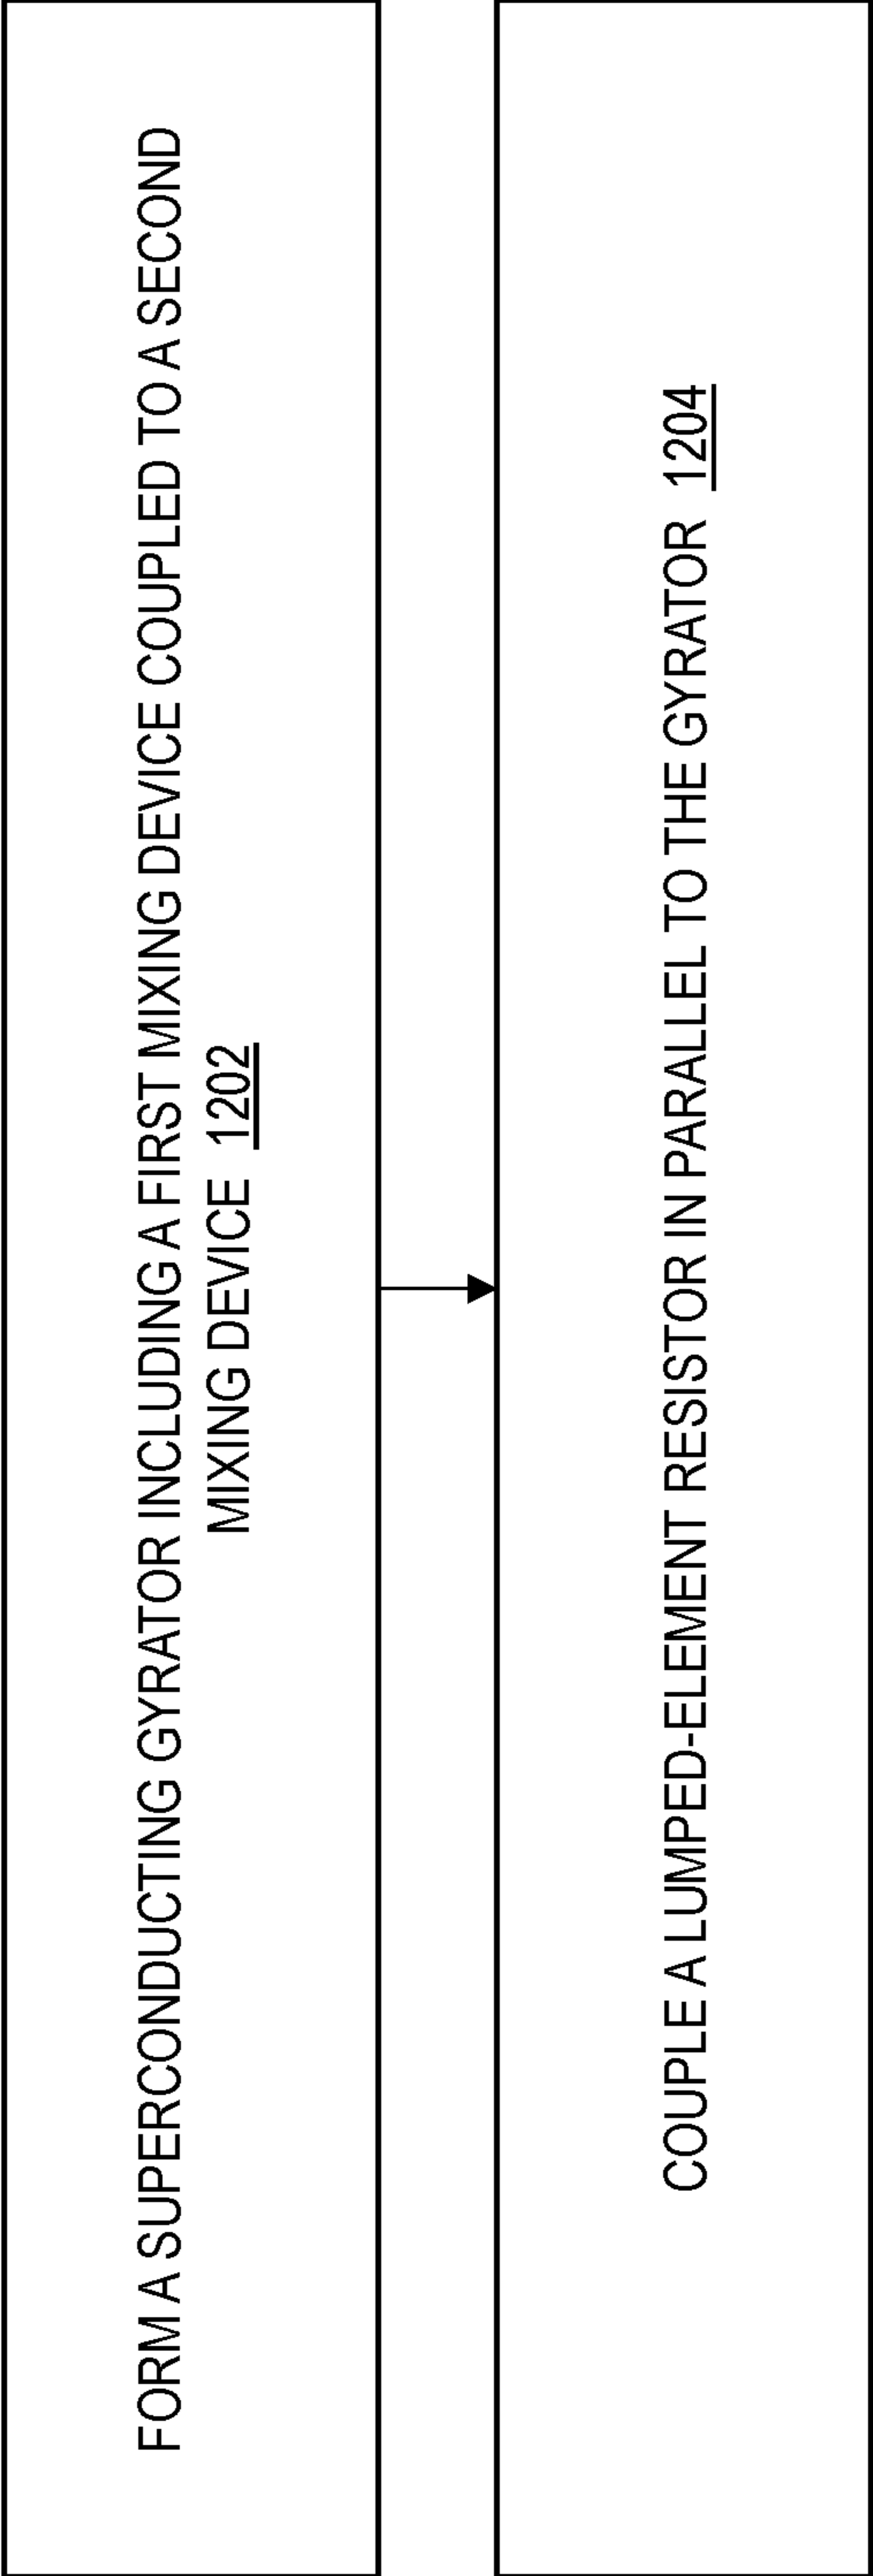 FORM A SUPERCONDUCTING GYRATOR INCLUDING A FIRST MIXING DEVICE COUPLED TO A SECOND
MIXING DEVICE 1202
COUPLE A LUMPED-ELEMENT RESISTOR IN PARALLEL TO THE GYRATOR 1204